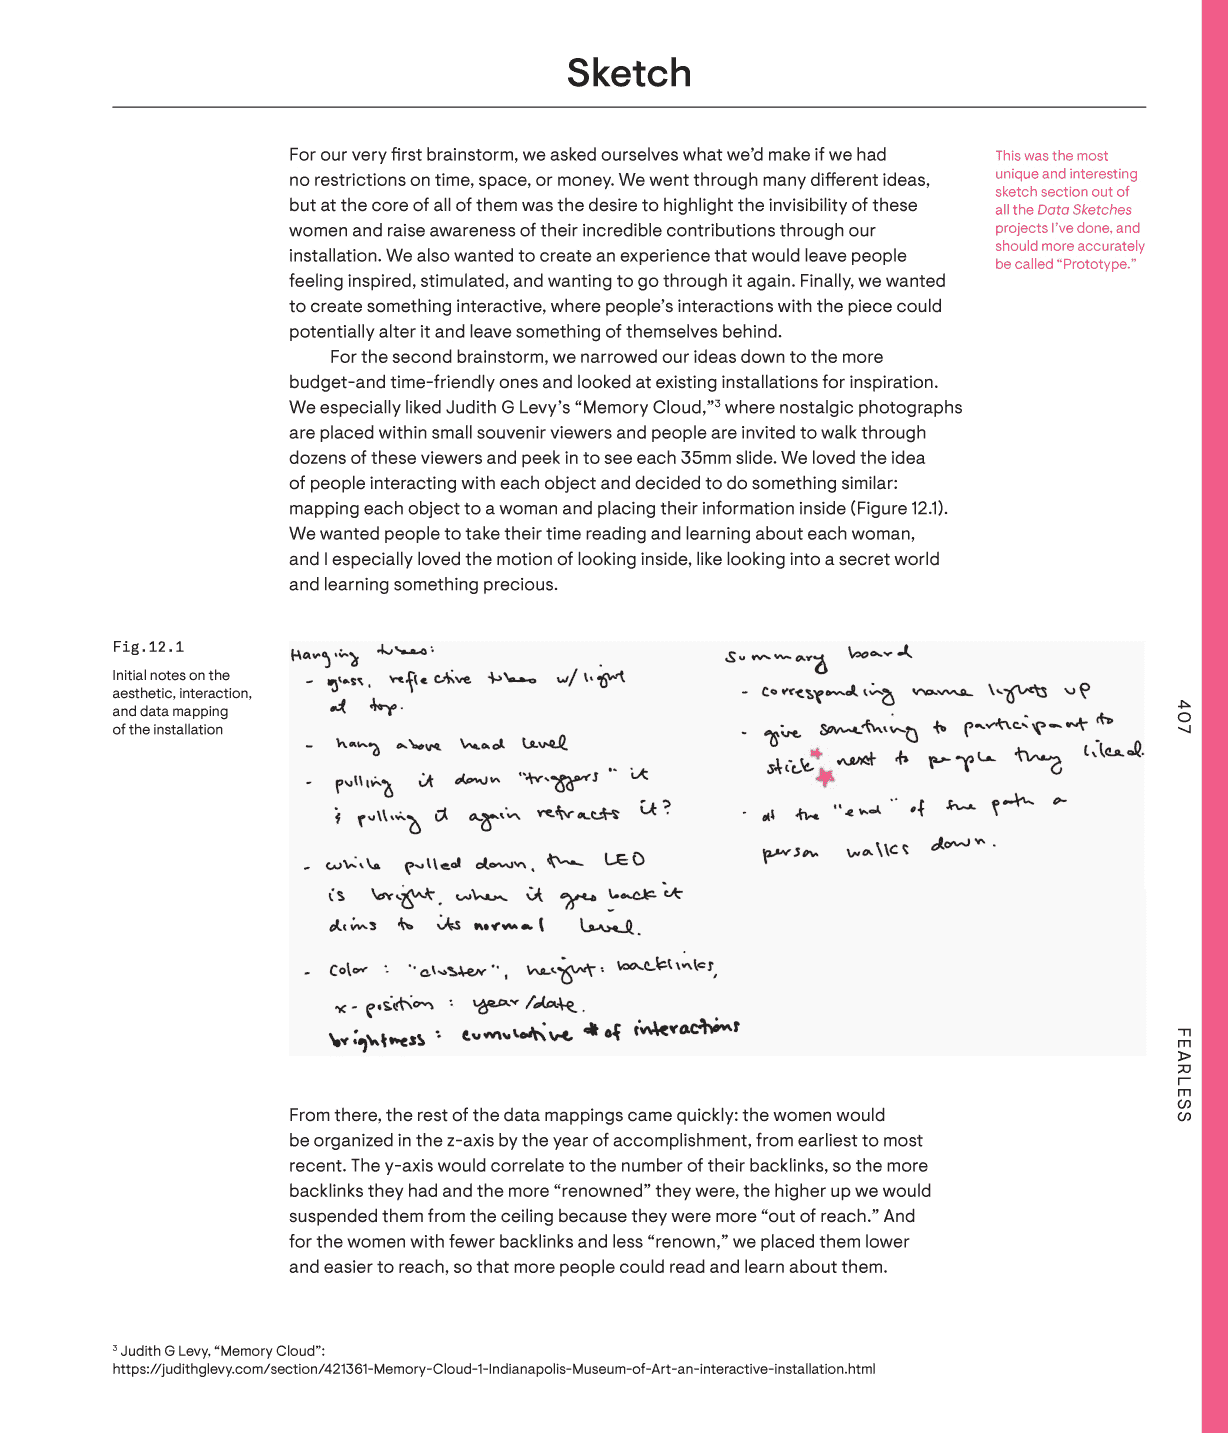 Sketch
For our very first brainstorm, we asked ourselves what we’d make if we had
no restrictions on time, space, or money. We went through many different ideas,
but at the core of all of them was the desire to highlight the invisibility of these
women and raise awareness of their incredible contributions through our
installation. We also wanted to create an experience that would leave people
feeling inspired, stimulated, and wanting to go through it again. Finally, we wanted
to create something interactive, where people’s interactions with the piece could
potentially alter it and leave something of themselves behind.
For the second brainstorm, we narrowed our ideas down to the more
budget-and time-friendly ones and looked at existing installations for inspiration.
We especially liked Judith G Levy’s “Memory Cloud,”³ where nostalgic photographs
are placed within small souvenir viewers and people are invited to walk through
dozens of these viewers and peek in to see each 35mm slide. We loved the idea
of people interacting with each object and decided to do something similar:
mapping each object to a woman and placing their information inside (Figure 12.1).
We wanted people to take their time reading and learning about each woman,
and I especially loved the motion of looking inside, like looking into a secret world
and learning something precious.
This was the most
unique and interesting
sketch section out of
all the Data Sketches
projects I’ve done, and
should more accurately
be called “Prototype.”
Fig.12.1
Initial notes on the
aesthetic, interaction,
and data mapping
of the installation
Hanging tubes:
- glass, reflective tubes w/ light
at top.
- hang above head level
- pulling it down "triggers" it
& pulling it again retracts it?
- while pulled down, the LED
is bright, when it goes back it
dims to its normal level.
- color : "cluster", height: backlinks,
x-position : year/date.
brightness: cumulative # of interactions
Summary board
- corresponding name lights up
- give something to participant to
stick next to people they liked.
- at the "end" of the path a
person walks down.
407
FEARLESS
From there, the rest of the data mappings came quickly: the women would
be organized in the z-axis by the year of accomplishment, from earliest to most
recent. The y-axis would correlate to the number of their backlinks, so the more
backlinks they had and the more “renowned” they were, the higher up we would
suspended them from the ceiling because they were more “out of reach.” And
for the women with fewer backlinks and less “renown,” we placed them lower
and easier to reach, so that more people could read and learn about them.
³ Judith G Levy, “Memory Cloud”:
https://judithglevy.com/section/421361-Memory-Cloud-1-Indianapolis-Museum-of-Art-an-interactive-installation.html